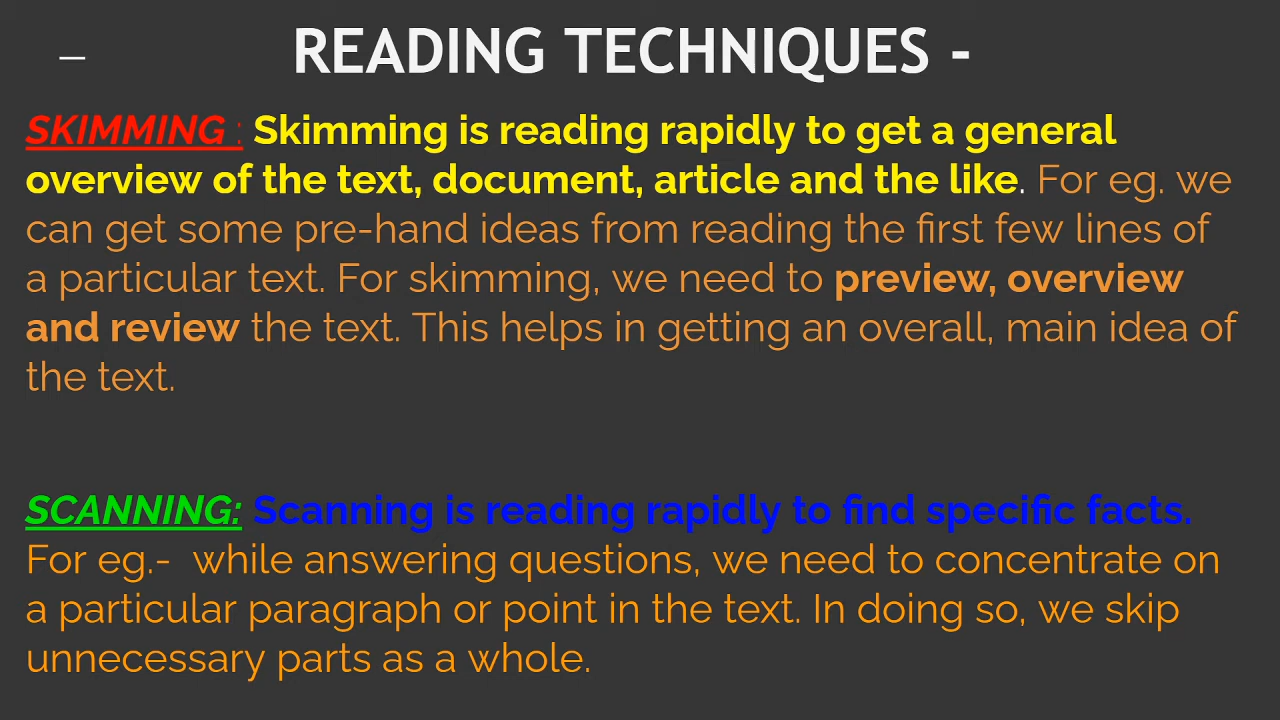 – READING TECHNIQUES -
SKIMMING : Skimming is reading rapidly to get a general
overview of the text, document, article and the like. For eg. we
can get some pre-hand ideas from reading the first few lines of
a particular text. For skimming, we need to preview, overview
and review the text. This helps in getting an overall, main idea of
the text.
SCANNING: Scanning is reading rapidly to find specific facts.
For eg.-  while answering questions, we need to concentrate on
a particular paragraph or point in the text. In doing so, we skip
unnecessary parts as a whole.